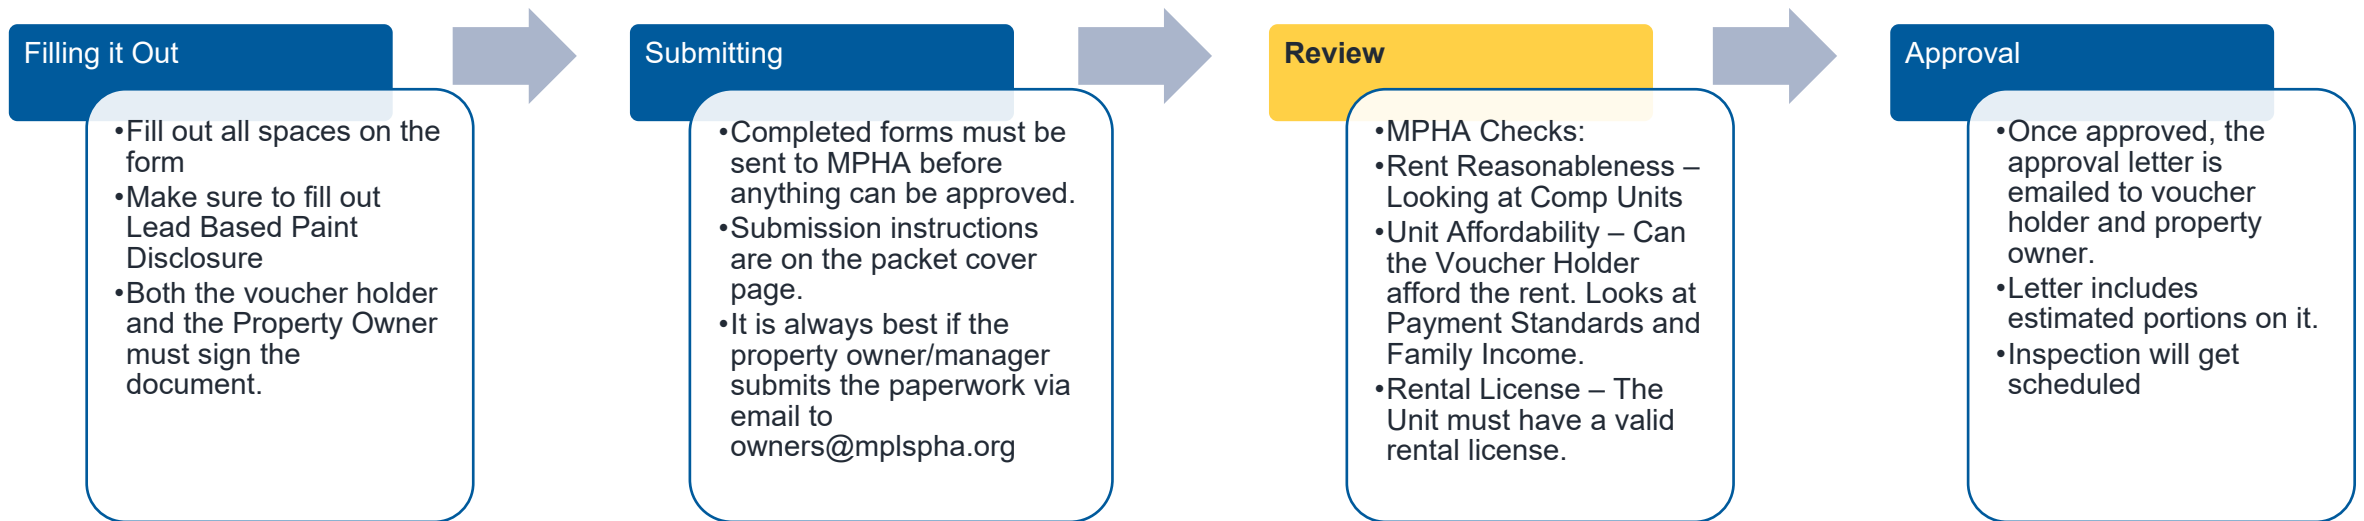 Filling it Out
•Fill out all spaces on the
form
•Make sure to fill out
Lead Based Paint
Disclosure
•Both the voucher holder
and the Property Owner
must sign the
document.
Submitting
•Completed forms must be
sent to MPHA before
anything can be approved.
•Submission instructions
are on the packet cover
page.
•It is always best if the
property owner/manager
submits the paperwork via
email to
owners@mplspha.org
Review
•MPHA Checks:
•Rent Reasonableness –
Looking at Comp Units
•Unit Affordability – Can
the Voucher Holder
afford the rent. Looks at
Payment Standards and
Family Income.
•Rental License – The
Unit must have a valid
rental license.
Approval
•Once approved, the
approval letter is
emailed to voucher
holder and property
owner.
•Letter includes
estimated portions on it.
•Inspection will get
scheduled